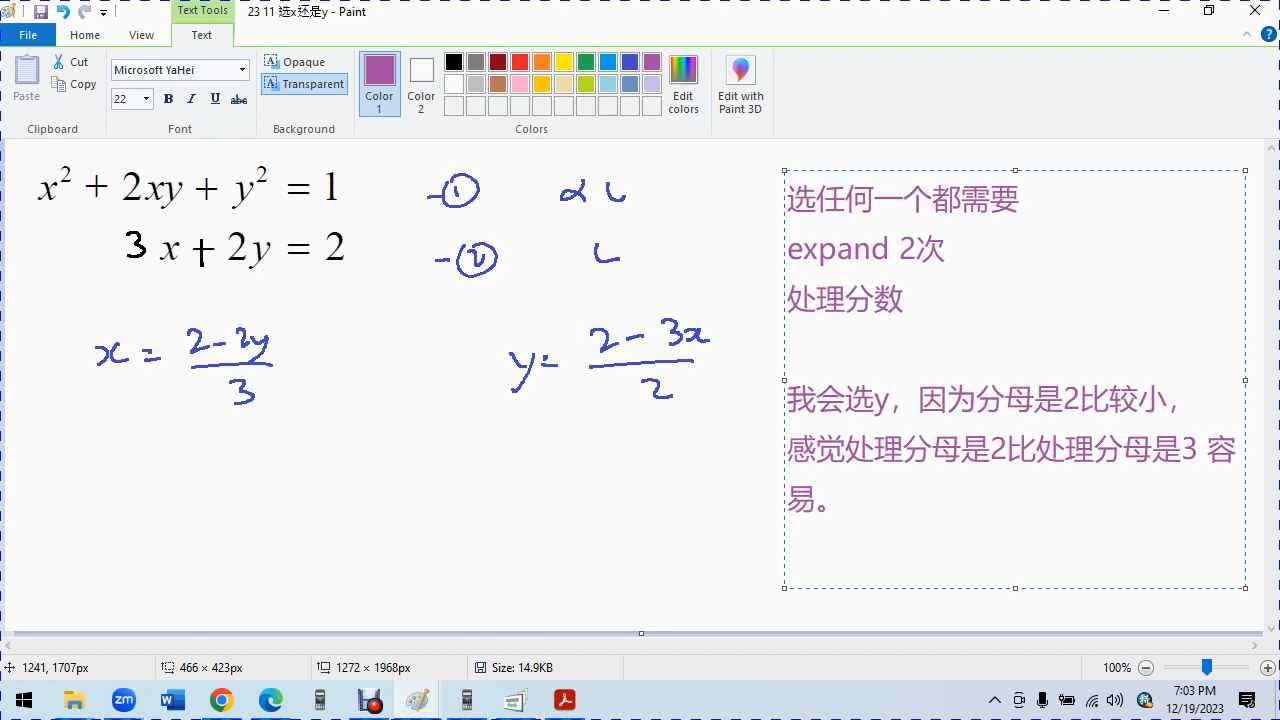 Text Tools
23 11 选x还是y - Paint
File
Home
View
Text
Paste
Cut
Copy
Clipboard
Microsoft YaHei
22
B I U abc
Font
Opaque
Transparent
Background
Color 1
Color 2
Edit colors
Colors
Edit with Paint 3D
x² + 2xy + y² = 1
-①
3 x + 2y = 2
-②
x = (2-2y)/3
y = (2-3x)/2
选任何一个都需要
expand 2次
处理分数
我会选y，因为分母是2比较小，
感觉处理分母是2比处理分母是3 容
易。
1241, 1707px
466 × 423px
1272 × 1968px
Size: 14.9KB
100%
zm
7:03 PM
12/19/2023